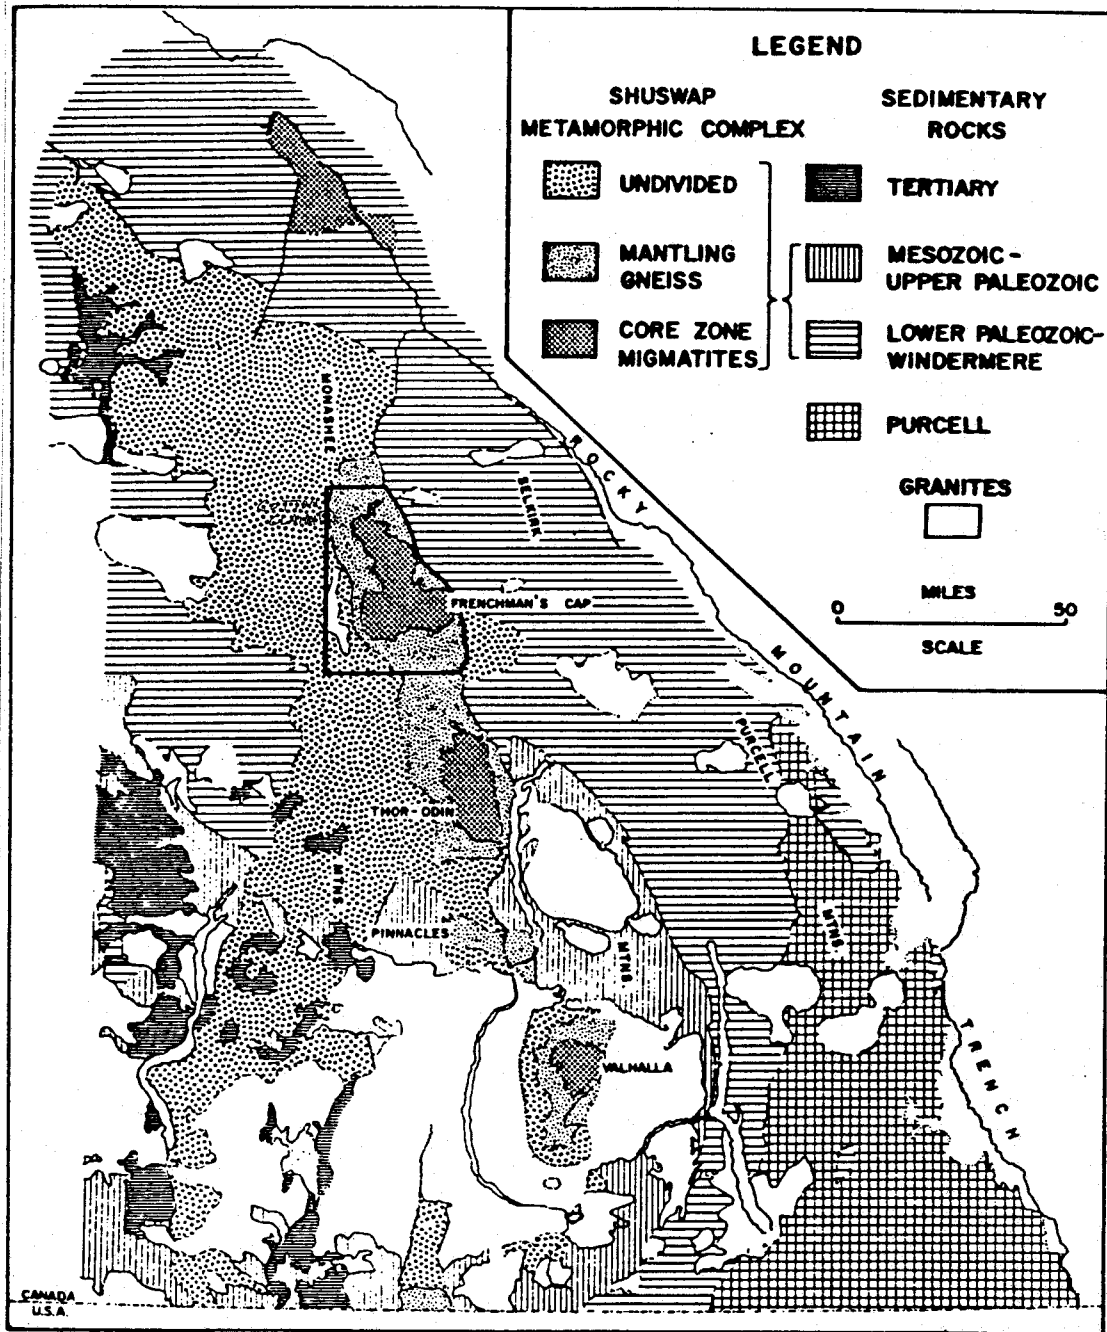 LEGEND
SHUSWAP
METAMORPHIC COMPLEX
UNDIVIDED
MANTLING
GNEISS
CORE ZONE
MIGMATITES
SEDIMENTARY
ROCKS
TERTIARY
MESOZOIC-
UPPER PALEOZOIC
LOWER PALEOZOIC-
WINDERMERE
PURCELL
GRANITES
MILES
0 50
SCALE
ROCKY
MOUNTAIN
TRENCH
MONASHEE
MTNS
SELKIRK
MTNS.
PURCELL
MTNS.
FRENCHMAN'S CAP
THOR-ODIN
PINNACLES
VALHALLA
CANADA
U.S.A.